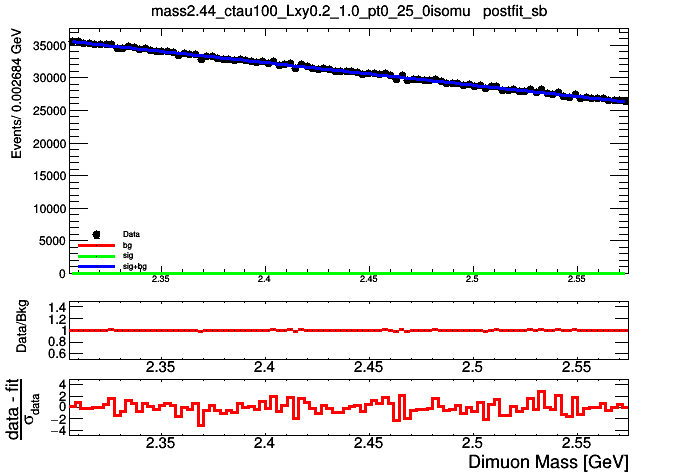 mass2.44_ctau100_Lxy0.2_1.0_pt0_25_0isomu postfit_sb
Events/ 0.002684 GeV
35000
30000
25000
20000
15000
10000
5000
0
Data
bg
sig
sig+bg
2.35 2.4 2.45 2.5 2.55
Data/Bkg
1.4
1.2
1
0.8
0.6
2.35 2.4 2.45 2.5 2.55
data - fit
σdata
4
2
0
−2
−4
2.35 2.4 2.45 2.5 2.55
Dimuon Mass [GeV]